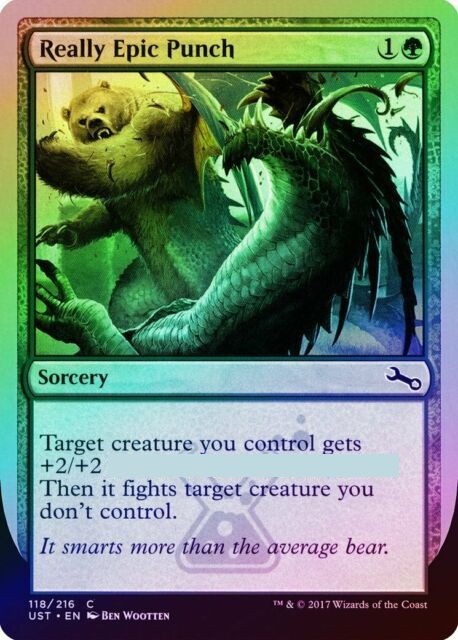 Really Epic Punch 1
Sorcery
Target creature you control gets
+2/+2
Then it fights target creature you
don't control.
It smarts more than the average bear.
118/216 C
UST • EN Ben Wootten
™ & © 2017 Wizards of the Coast